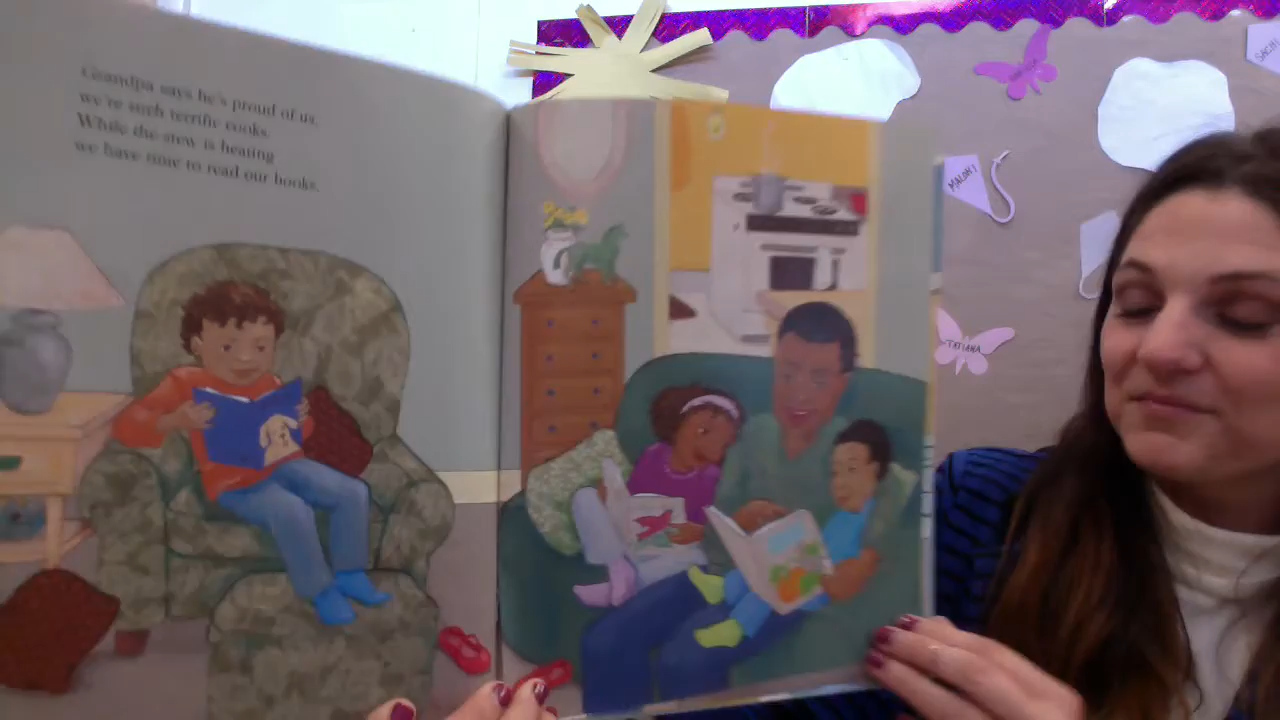 Grandpa says he's proud of us,
we're such terrific cooks.
While the stew is heating
we have time to read our books.
MALOHI
TATIANA